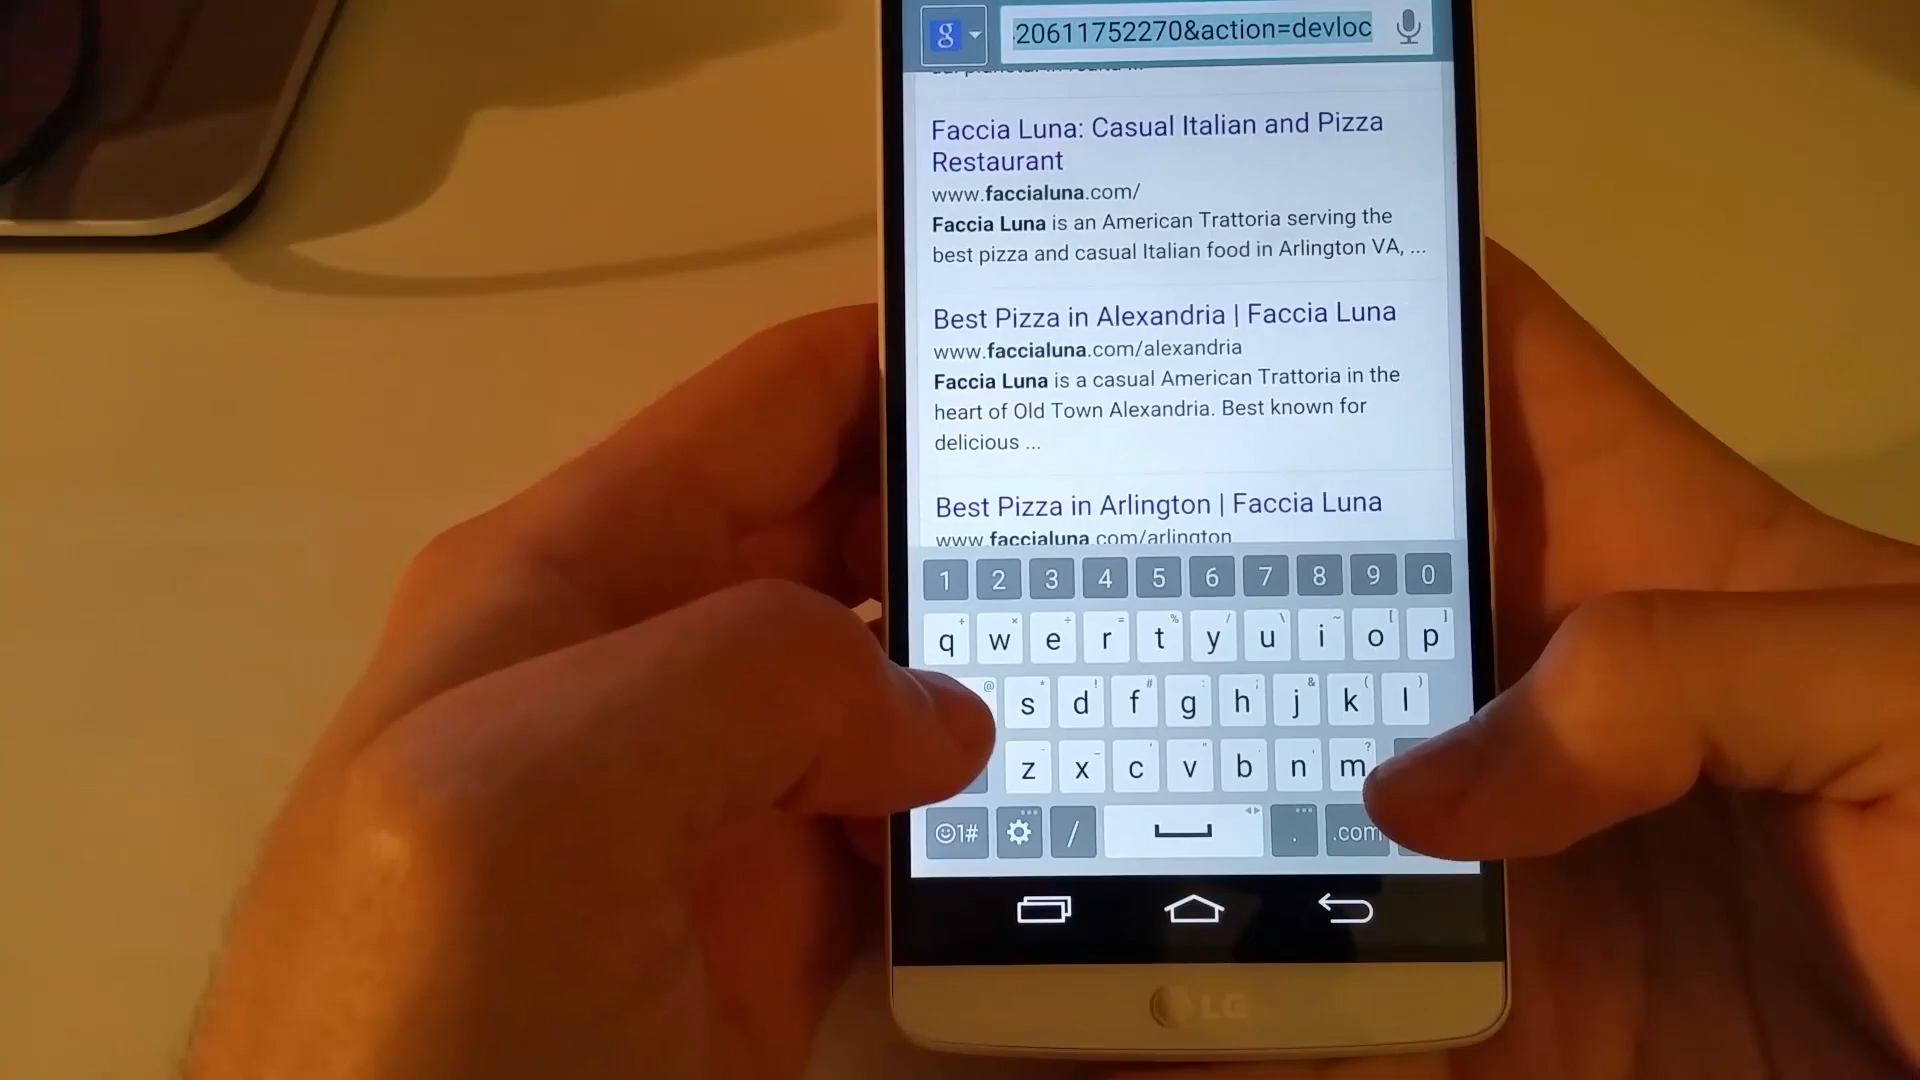 20611752270&action=devloc
Faccia Luna: Casual Italian and Pizza
Restaurant
www.faccialuna.com/
Faccia Luna is an American Trattoria serving the
best pizza and casual Italian food in Arlington VA, ...
Best Pizza in Alexandria | Faccia Luna
www.faccialuna.com/alexandria
Faccia Luna is a casual American Trattoria in the
heart of Old Town Alexandria. Best known for
delicious ...
Best Pizza in Arlington | Faccia Luna
www.faccialuna.com/arlington
1 2 3 4 5 6 7 8 9 0
q w e r t y u i o p
s d f g h j k l
z x c v b n m
1# / . .com
LG